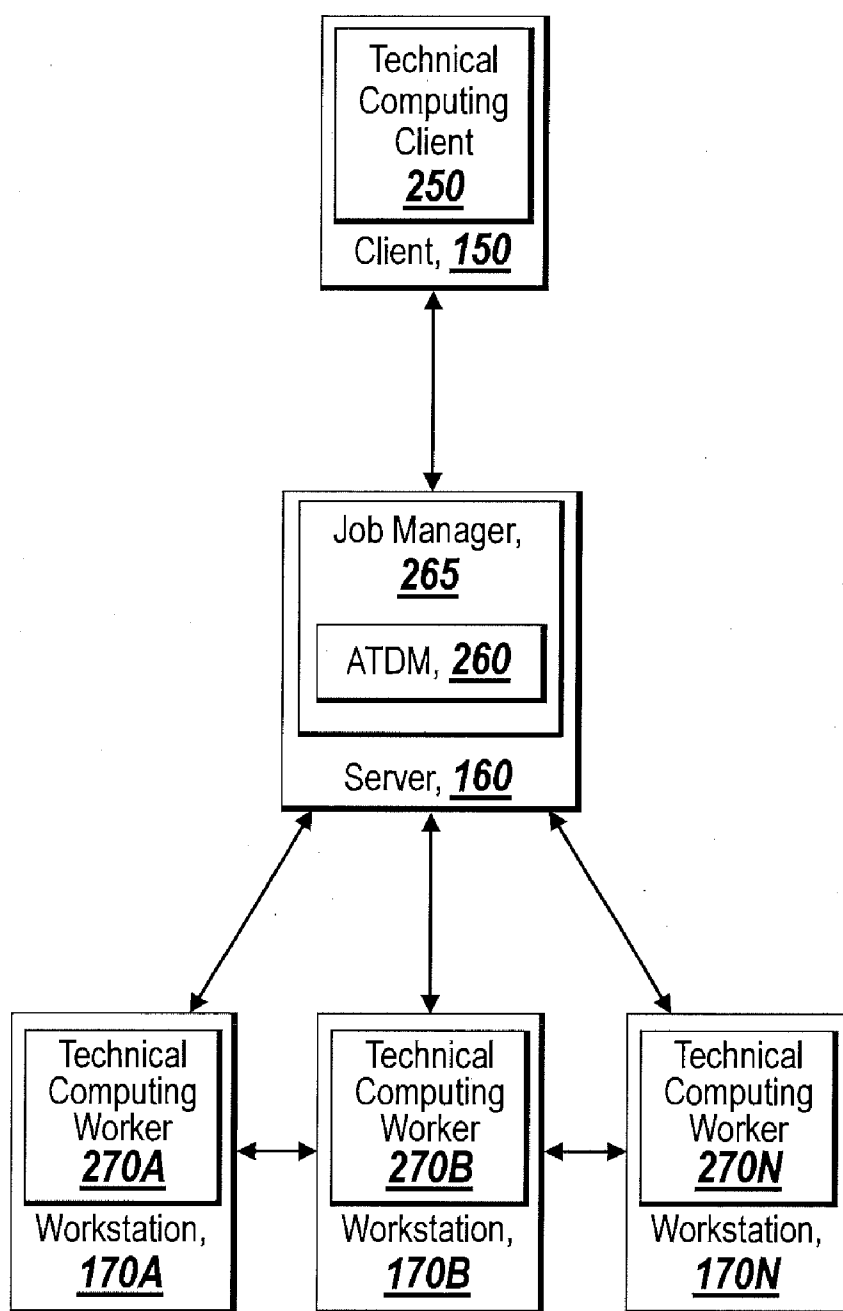 Technical
Computing
Client
250
Client, 150
Job Manager,
265
ATDM, 260
Server, 160
Technical
Computing
Worker
270A
Workstation,
170A
Technical
Computing
Worker
270B
Workstation,
170B
Technical
Computing
Worker
270N
Workstation,
170N